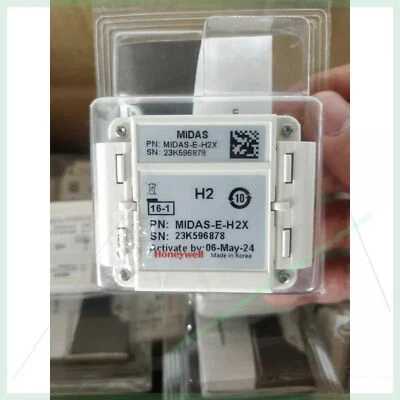 MIDAS
PN: MIDAS-E-H2X
SN: 23K596878
H2
10
16-1
PN: MIDAS-E-H2X
SN: 23K596878
Activate by: 06-May-24
Honeywell
Made in Korea